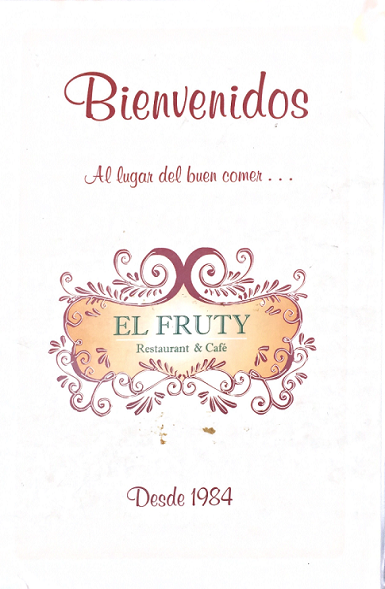 Bienvenidos
Al lugar del buen comer . . .
EL FRUTY
Restaurant & Café
Desde 1984